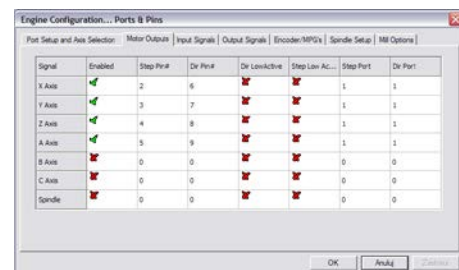 Engine Configuration... Ports & Pins
Port Setup and Axis Selection Motor Outputs Input Signals Output Signals Encoder/MPG's Spindle Setup Mill Options
Signal Enabled Step Pin# Dir Pin# Dir LowActive Step Low Ac... Step Port Dir Port
X Axis 2 6 1 1
Y Axis 3 7 1 1
Z Axis 4 8 1 1
A Axis 5 9 1 1
B Axis 0 0 0 0
C Axis 0 0 0 0
Spindle 0 0 0 0
OK Anuluj Zastosuj